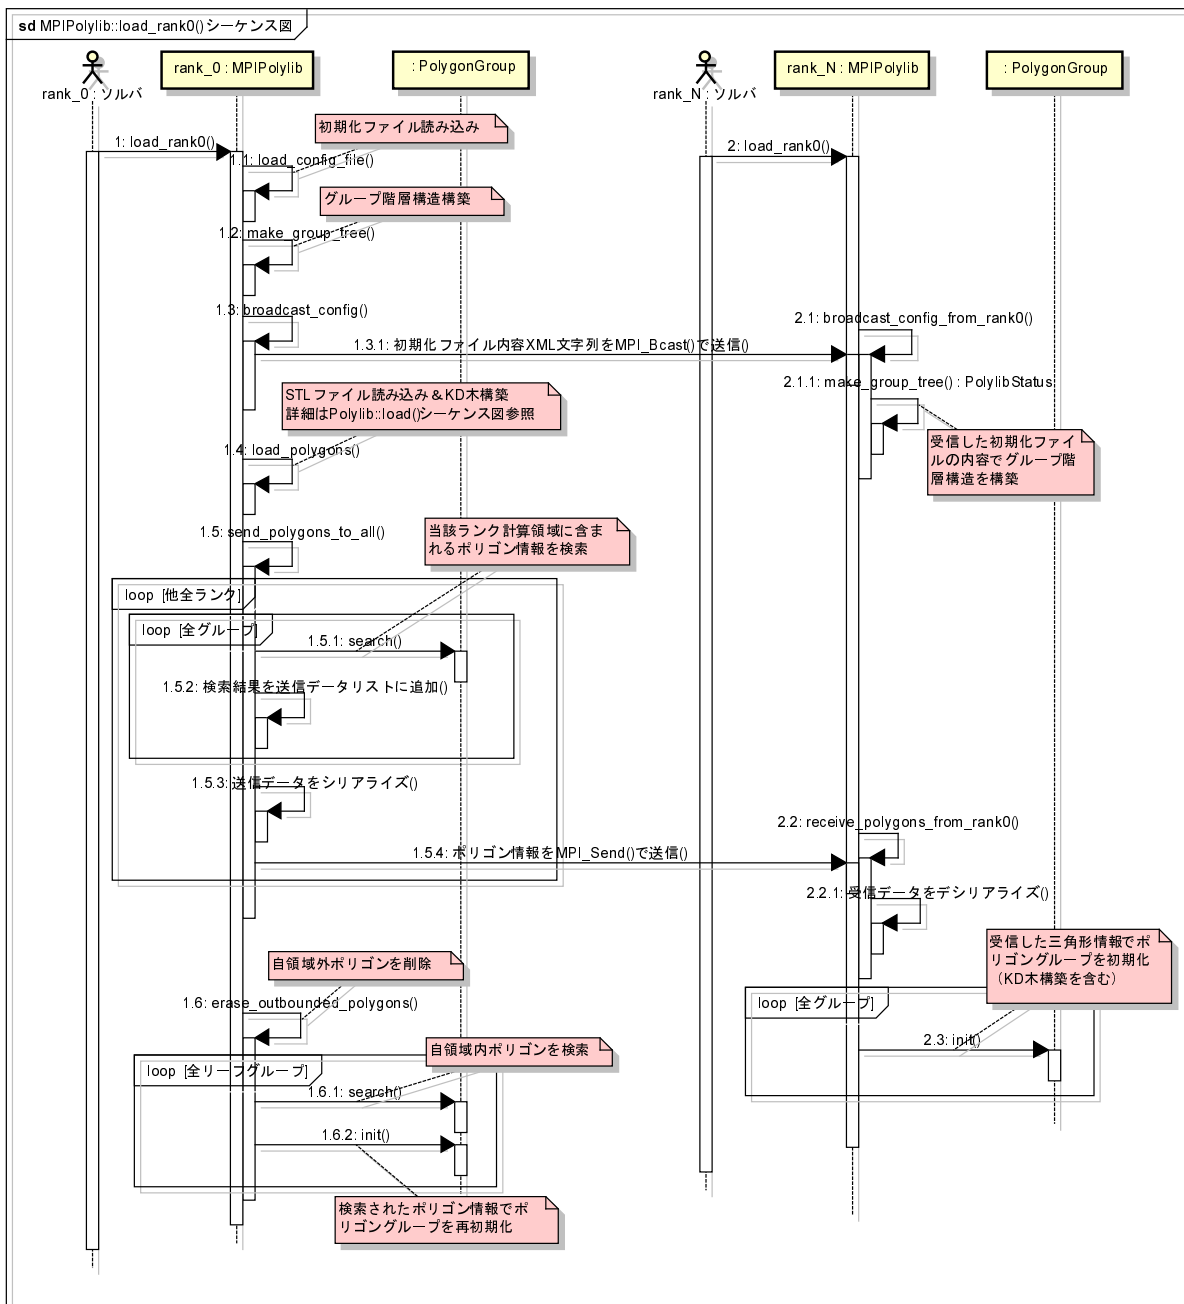 sd MPIPolylib::load_rank0()シーケンス図
rank_0 : ソルバ
rank_0 : MPIPolylib
: PolygonGroup
rank_N : ソルバ
rank_N : MPIPolylib
: PolygonGroup
初期化ファイル読み込み
1: load_rank0()
2: load_rank0()
1.1: load_config_file()
グループ階層構造構築
1.2: make_group_tree()
1.3: broadcast_config()
2.1: broadcast_config_from_rank0()
1.3.1: 初期化ファイル内容XML文字列をMPI_Bcast()で送信()
2.1.1: make_group_tree() : PolylibStatus
STLファイル読み込み＆KD木構築
詳細はPolylib::load()シーケンス図参照
受信した初期化ファイ
ルの内容でグループ階
層構造を構築
1.4: load_polygons()
当該ランク計算領域に含ま
れるポリゴン情報を検索
1.5: send_polygons_to_all()
loop [他全ランク]
loop [全グループ]
1.5.1: search()
1.5.2: 検索結果を送信データリストに追加()
1.5.3: 送信データをシリアライズ()
2.2: receive_polygons_from_rank0()
1.5.4: ポリゴン情報をMPI_Send()で送信()
2.2.1: 受信データをデシリアライズ()
受信した三角形情報でポ
リゴングループを初期化
（KD木構築を含む）
自領域外ポリゴンを削除
1.6: erase_outbounded_polygons()
loop [全グループ]
2.3: init()
自領域内ポリゴンを検索
loop [全リーフグループ]
1.6.1: search()
1.6.2: init()
検索されたポリゴン情報でポ
リゴングループを再初期化